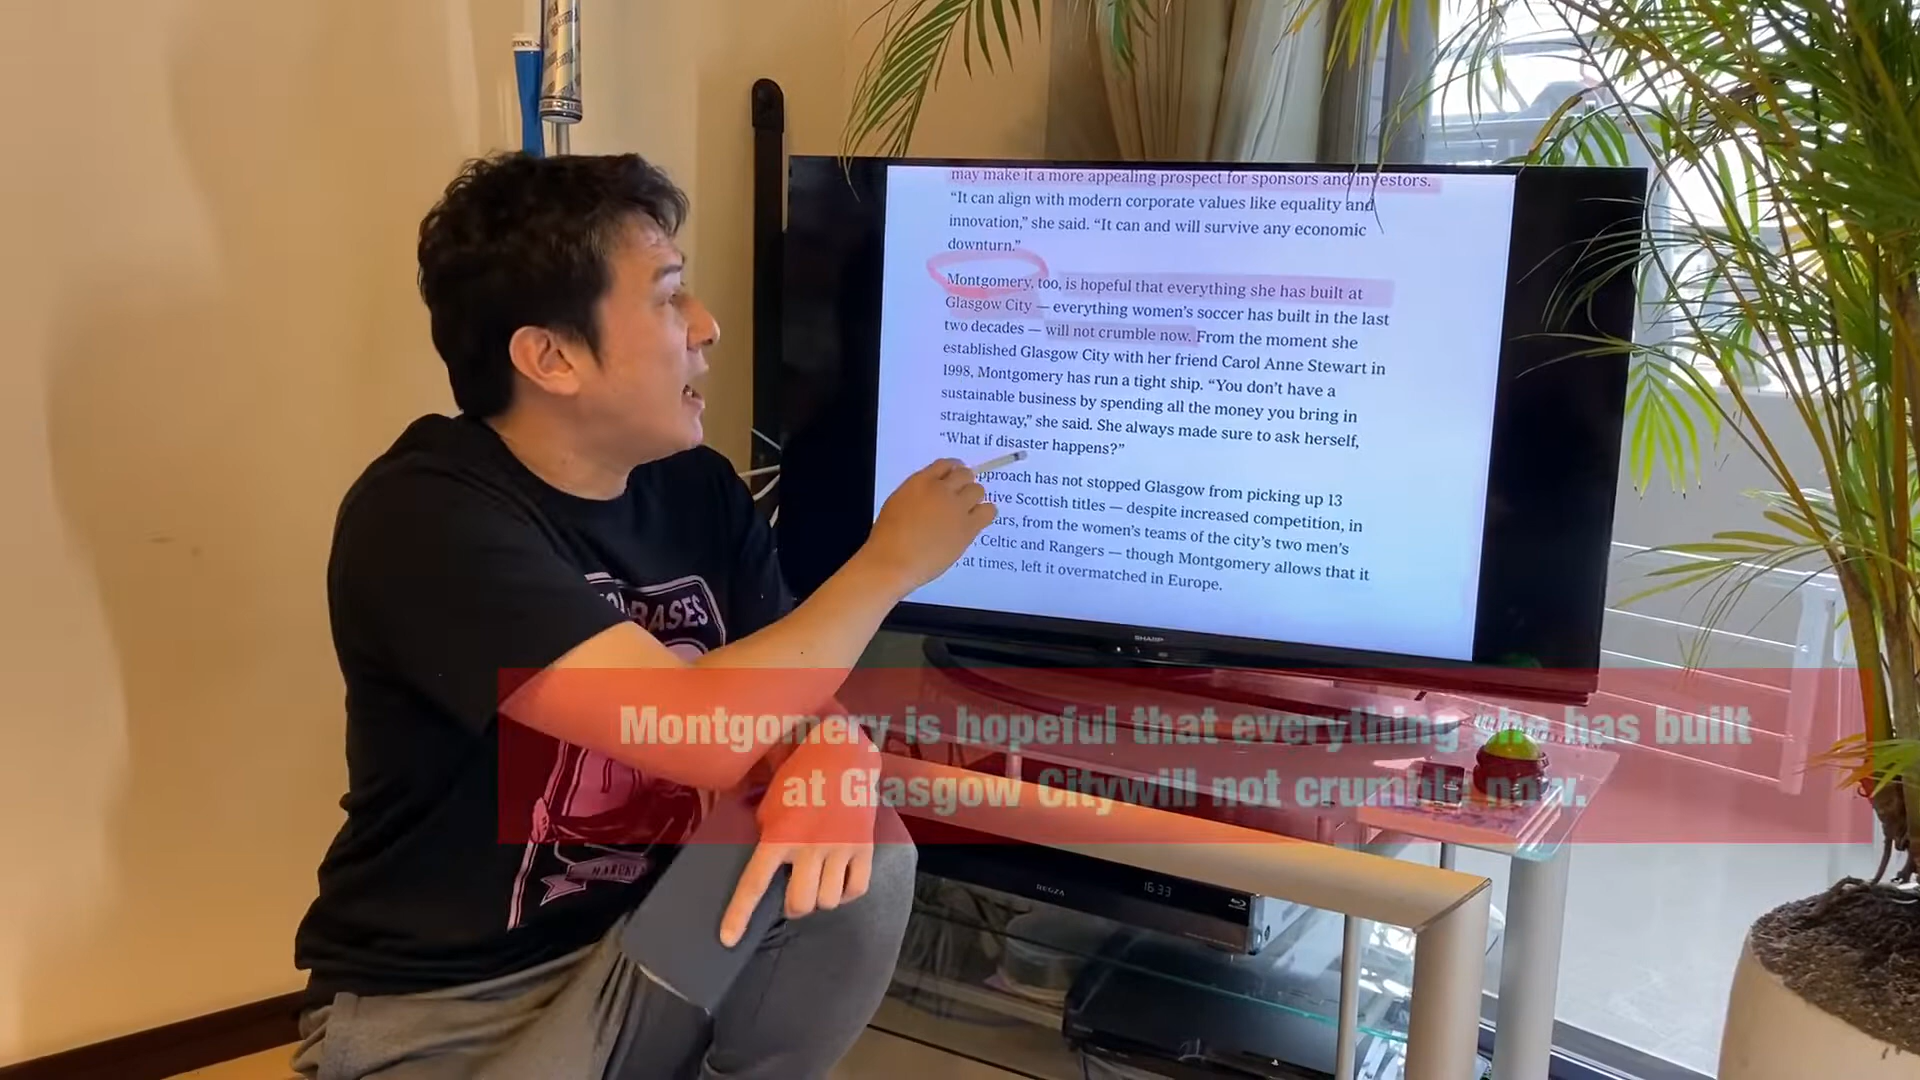 may make it a more appealing prospect for sponsors and investors.
“It can align with modern corporate values like equality and
innovation,” she said. “It can and will survive any economic
downturn.”
Montgomery, too, is hopeful that everything she has built at
Glasgow City — everything women’s soccer has built in the last
two decades — will not crumble now. From the moment she
established Glasgow City with her friend Carol Anne Stewart in
1998, Montgomery has run a tight ship. “You don’t have a
sustainable business by spending all the money you bring in
straightaway,” she said. She always made sure to ask herself,
“What if disaster happens?”
pproach has not stopped Glasgow from picking up 13
tive Scottish titles — despite increased competition, in
ars, from the women’s teams of the city’s two men’s
, Celtic and Rangers — though Montgomery allows that it
, at times, left it overmatched in Europe.
SHARP
BASES
Montgomery is hopeful that everything she has built
at Glasgow Citywill not crumble now.
REGZA
16:33